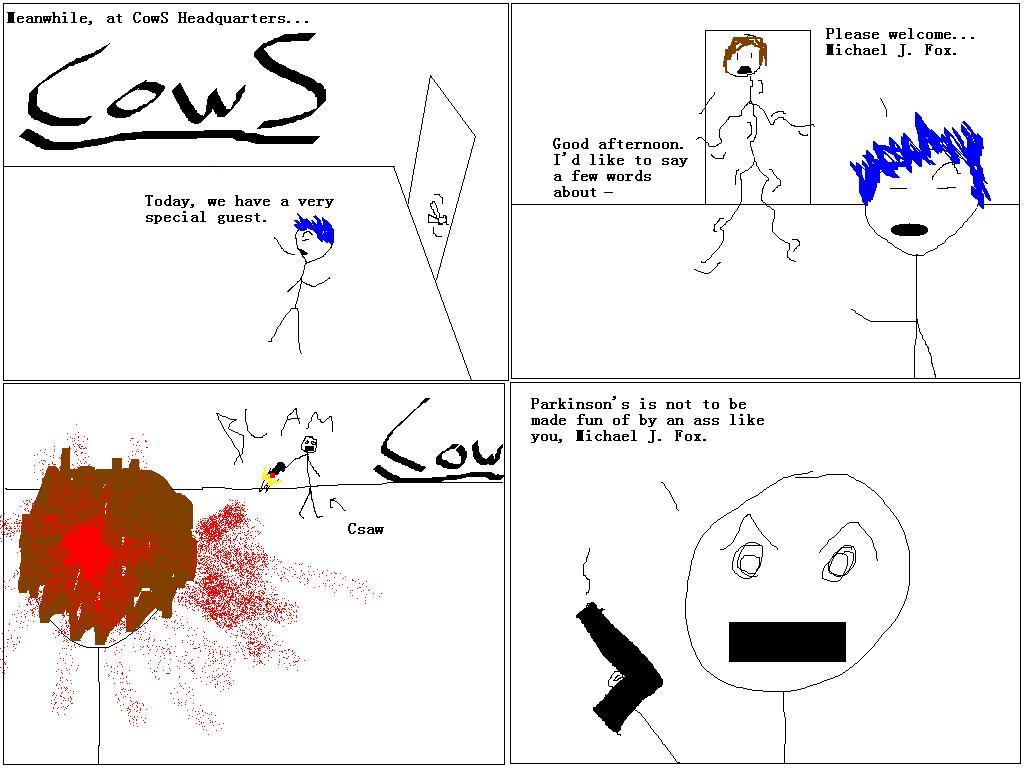 Meanwhile, at CowS Headquarters...
CowS
Today, we have a very
special guest.
Please welcome...
Michael J. Fox.
Good afternoon.
I'd like to say
a few words
about —
BLAM
Cow
Csaw
Parkinson's is not to be
made fun of by an ass like
you, Michael J. Fox.